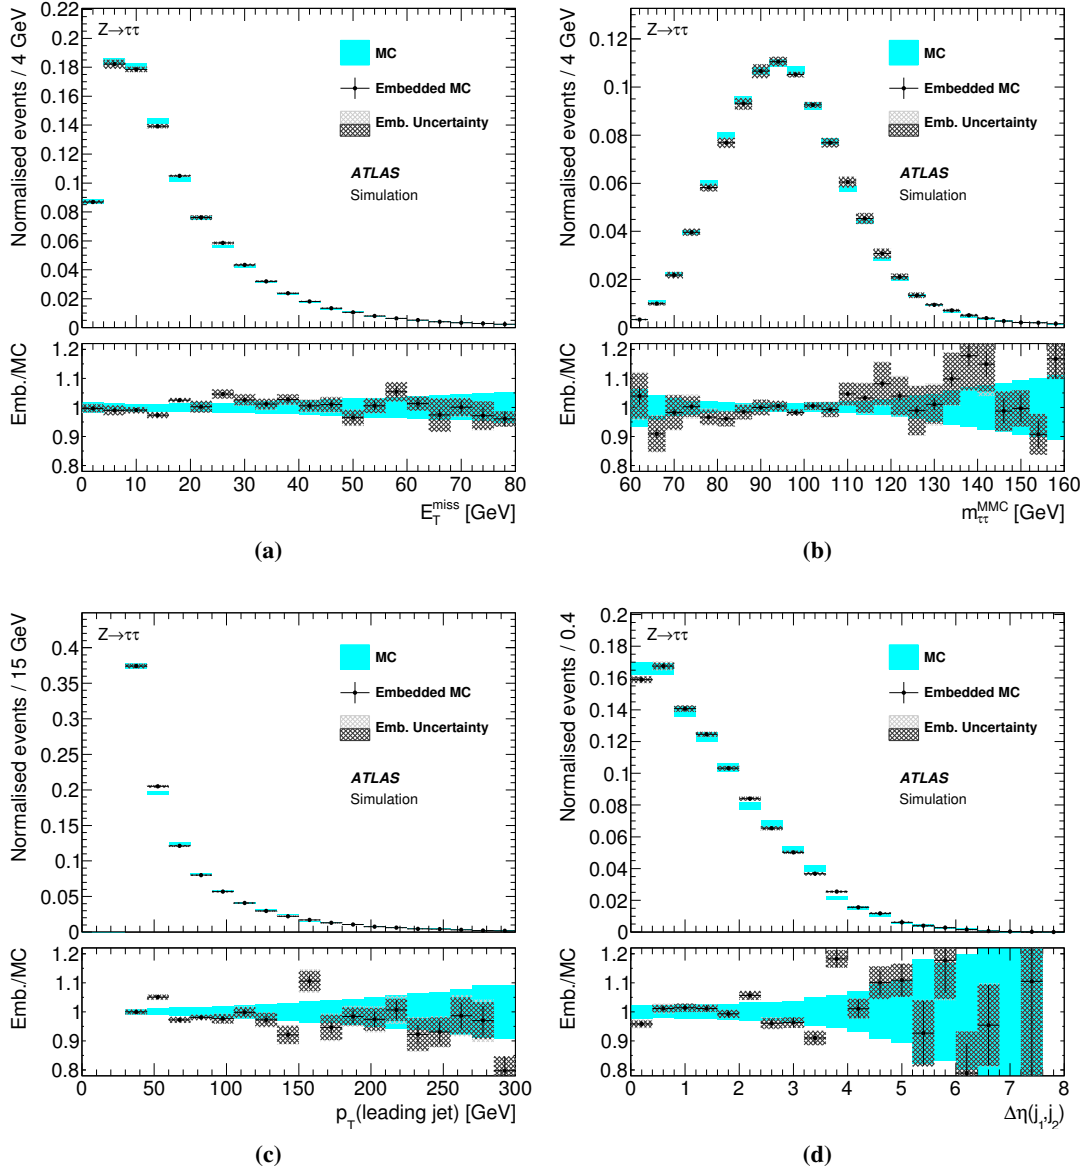 Normalised events / 4 GeV
0.22
0.2
0.18
0.16
0.14
0.12
0.1
0.08
0.06
0.04
0.02
0
Z→ττ
MC
Embedded MC
Emb. Uncertainty
ATLAS
Simulation
Emb./MC
1.2
1.1
1
0.9
0.8
0 10 20 30 40 50 60 70 80
E_T^miss [GeV]
(a)
Normalised events / 4 GeV
0.12
0.1
0.08
0.06
0.04
0.02
0
Z→ττ
MC
Embedded MC
Emb. Uncertainty
ATLAS
Simulation
Emb./MC
1.2
1.1
1
0.9
0.8
60 70 80 90 100 110 120 130 140 150 160
m_ττ^MMC [GeV]
(b)
Normalised events / 15 GeV
0.4
0.35
0.3
0.25
0.2
0.15
0.1
0.05
0
Z→ττ
MC
Embedded MC
Emb. Uncertainty
ATLAS
Simulation
Emb./MC
1.2
1.1
1
0.9
0.8
0 50 100 150 200 250 300
p_T(leading jet) [GeV]
(c)
Normalised events / 0.4
0.2
0.18
0.16
0.14
0.12
0.1
0.08
0.06
0.04
0.02
0
Z→ττ
MC
Embedded MC
Emb. Uncertainty
ATLAS
Simulation
Emb./MC
1.2
1.1
1
0.9
0.8
0 1 2 3 4 5 6 7 8
Δη(j_1,j_2)
(d)